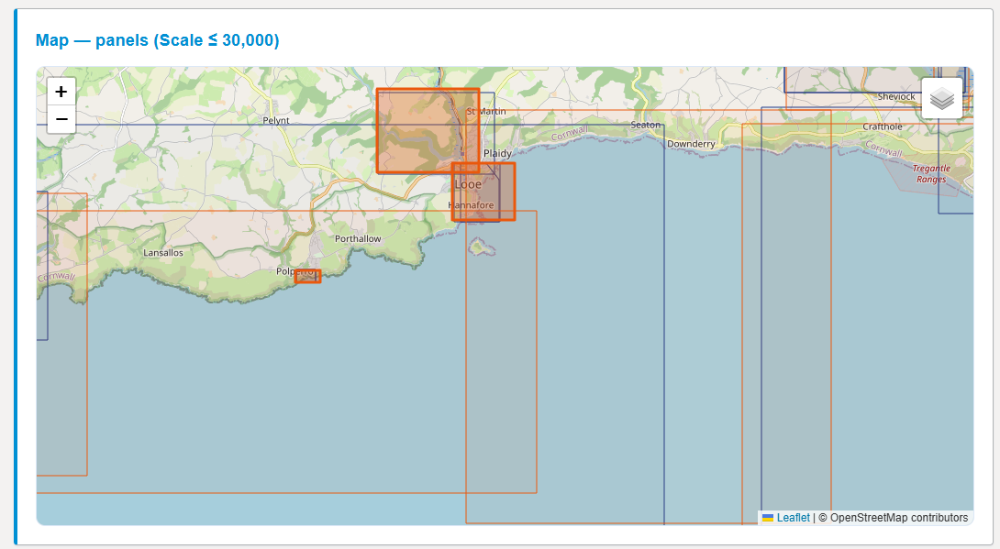 Map — panels (Scale ≤ 30,000)
+
−
Sheviock
St Martin
Pelynt
Seaton
Crafthole
Cornwall
Downderry
Cornwall
Plaidy
Tregantle
Ranges
Looe
Hannafore
Porthallow
Lansallos
Cornwall
Leaflet | © OpenStreetMap contributors